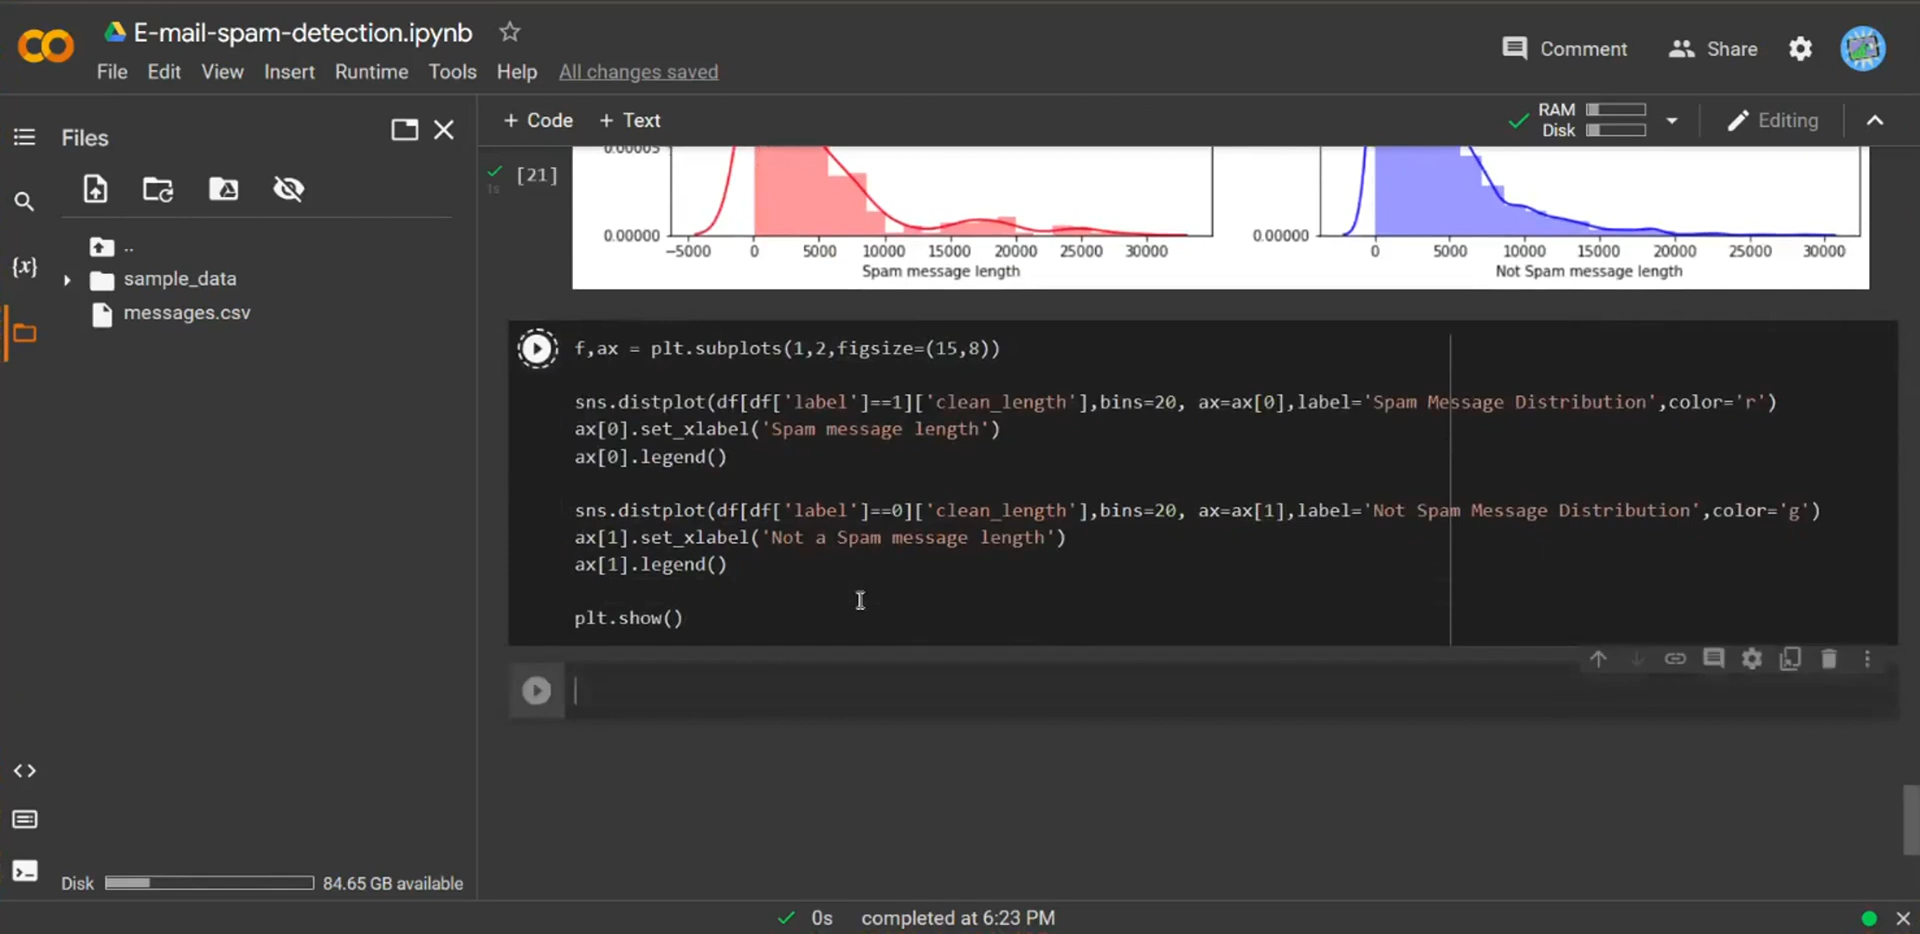 E-mail-spam-detection.ipynb
File Edit View Insert Runtime Tools Help All changes saved
Comment Share
Files
+ Code + Text
RAM
Disk
Editing
..
sample_data
messages.csv
{x}
[21]
1s
0.00005
0.00000
−5000 0 5000 10000 15000 20000 25000 30000
Spam message length
0.00000
0 5000 10000 15000 20000 25000 30000
Not Spam message length
f,ax = plt.subplots(1,2,figsize=(15,8))
sns.distplot(df[df['label']==1]['clean_length'],bins=20, ax=ax[0],label='Spam Message Distribution',color='r')
ax[0].set_xlabel('Spam message length')
ax[0].legend()
sns.distplot(df[df['label']==0]['clean_length'],bins=20, ax=ax[1],label='Not Spam Message Distribution',color='g')
ax[1].set_xlabel('Not a Spam message length')
ax[1].legend()
plt.show()
Disk 84.65 GB available
0s completed at 6:23 PM